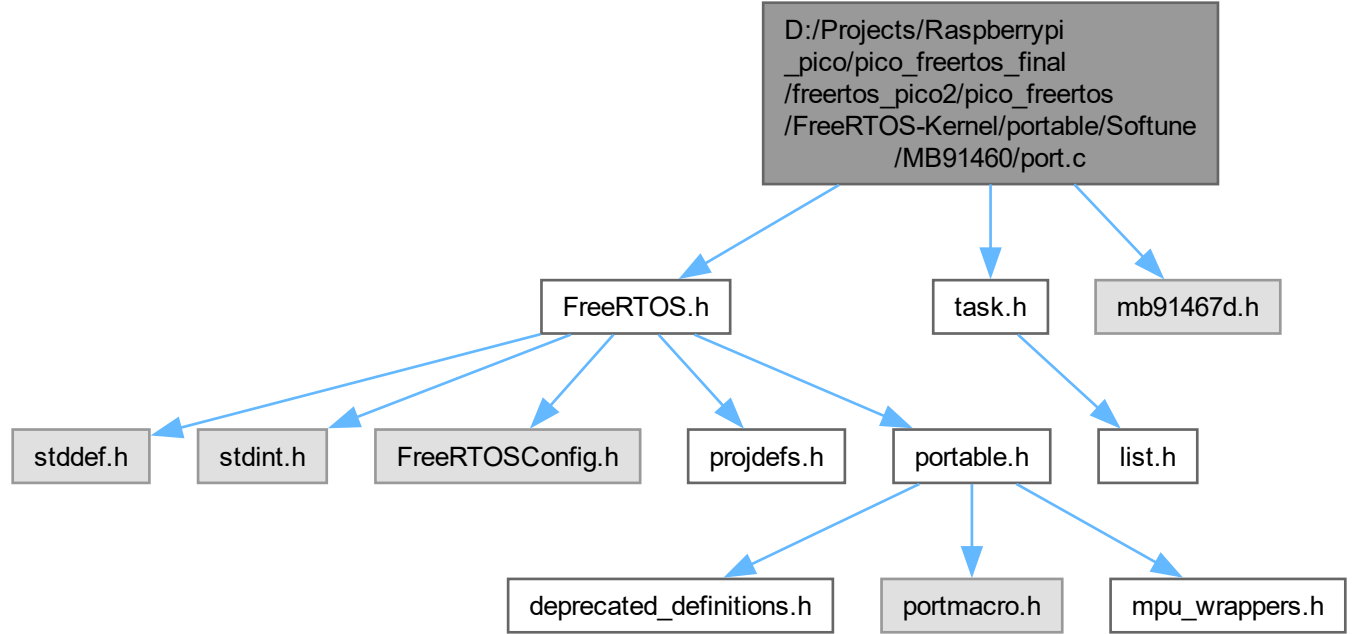 D:/Projects/Raspberrypi
_pico/pico_freertos_final
/freertos_pico2/pico_freertos
/FreeRTOS-Kernel/portable/Softune
/MB91460/port.c
FreeRTOS.h
task.h
mb91467d.h
stddef.h
stdint.h
FreeRTOSConfig.h
projdefs.h
portable.h
list.h
deprecated_definitions.h
portmacro.h
mpu_wrappers.h